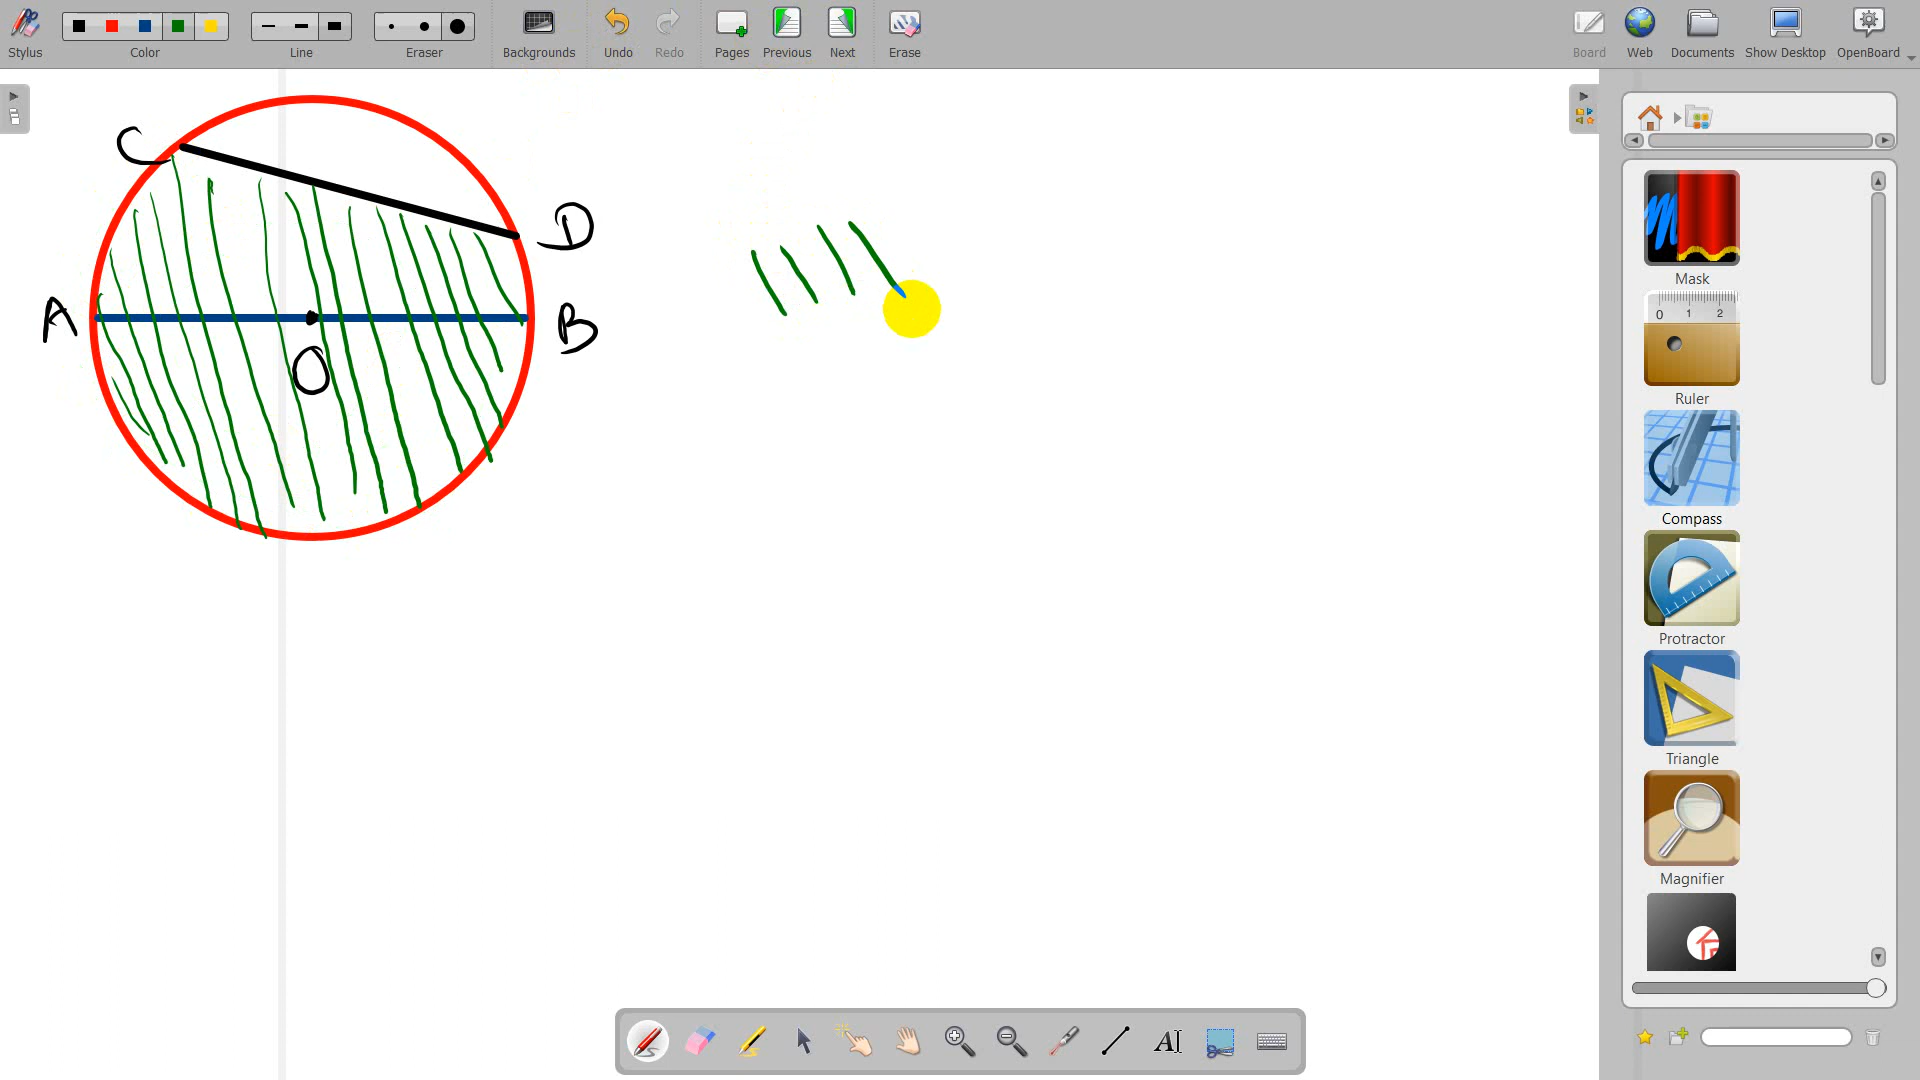 Stylus
Color
Line
Eraser
Backgrounds
Undo
Redo
Pages
Previous
Next
Erase
Board
Web
Documents
Show Desktop
OpenBoard
C
D
A
B
O
Mask
0 1 2
Ruler
Compass
Protractor
Triangle
Magnifier
A